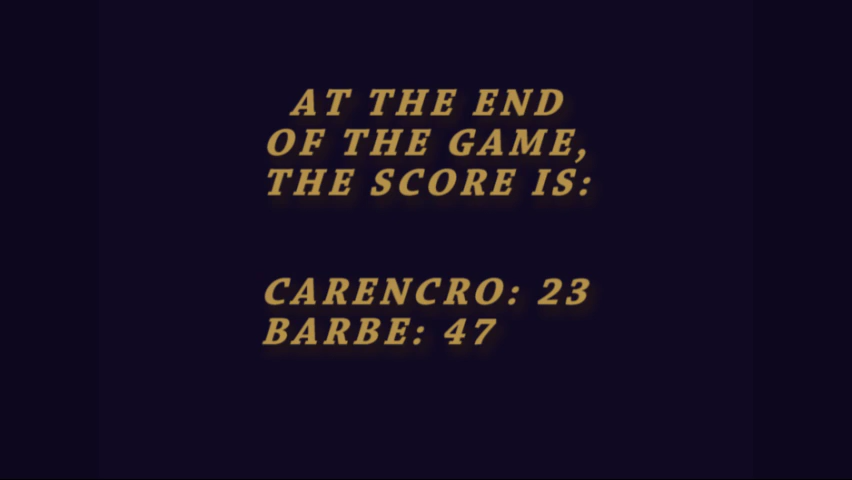 AT THE END
OF THE GAME,
THE SCORE IS:
CARENCRO: 23
BARBE: 47